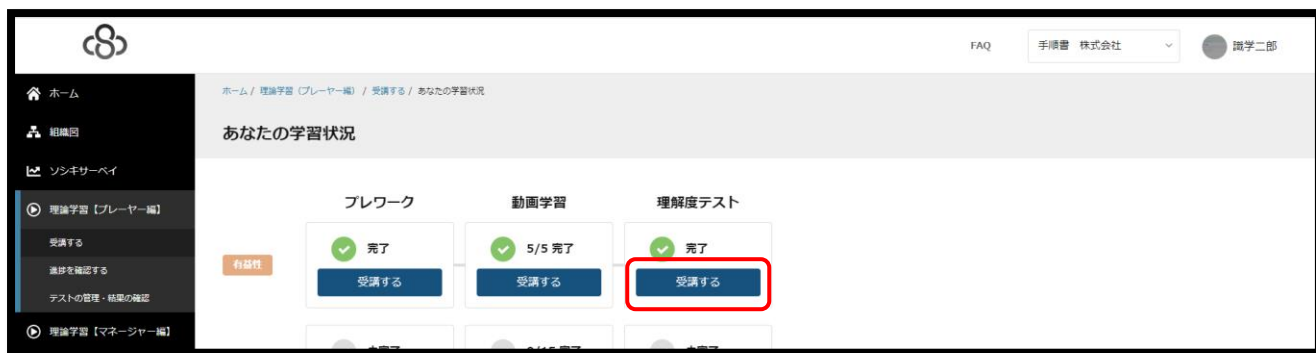 FAQ
手順書 株式会社
識学二郎
ホーム
組織図
ソシキサーベイ
理論学習【プレーヤー編】
受講する
進捗を確認する
テストの管理・結果の確認
理論学習【マネージャー編】
ホーム / 理論学習（プレーヤー編） / 受講する / あなたの学習状況
あなたの学習状況
プレワーク 動画学習 理解度テスト
有益性
完了 5/5 完了 完了
受講する 受講する 受講する